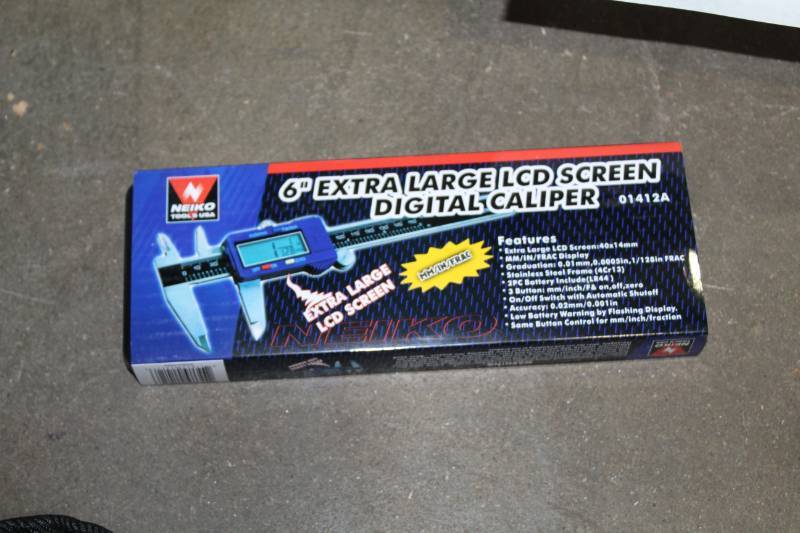 NEIKO
TOOLS USA
6" EXTRA LARGE LCD SCREEN
DIGITAL CALIPER
01412A
EXTRA LARGE
LCD SCREEN
MM/IN/FRAC
Features
• Extra Large LCD Screen:40x14mm
• MM/IN/FRAC Display
• Graduation: 0.01mm,0.0005in,1/128in FRAC
• Stainless Steel Frame (4Cr13)
• 2PC Battery Include(LR44)
• 3 Button: mm/inch/FR on,off,zero
• On/Off Switch with Automatic Shutoff
• Accuracy: 0.02mm/0.001in
• Low Battery Warning by Flashing Display.
• Same Button Control for mm/inch/fraction
NEIKO
NEIKO